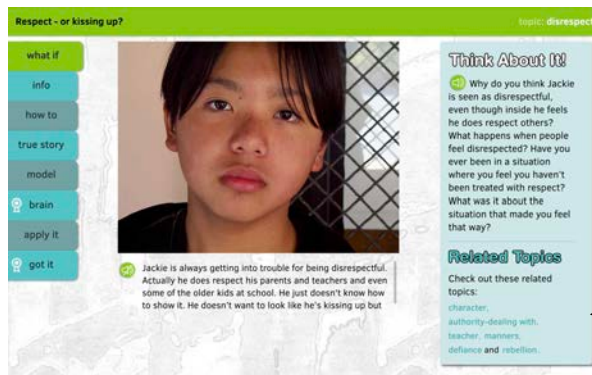 Respect - or kissing up?
topic: disrespect
what if
info
how to
true story
model
brain
apply it
got it
Jackie is always getting into trouble for being disrespectful.
Actually he does respect his parents and teachers and even
some of the older kids at school. He just doesn't know how
to show it. He doesn't want to look like he's kissing up but
Think About It!
Why do you think Jackie
is seen as disrespectful,
even though inside he feels
he does respect others?
What happens when people
feel disrespected? Have you
ever been in a situation
where you feel you haven't
been treated with respect?
What was it about the
situation that made you feel
that way?
Related Topics
Check out these related
topics:
character,
authority-dealing with,
teacher, manners,
defiance and rebellion.